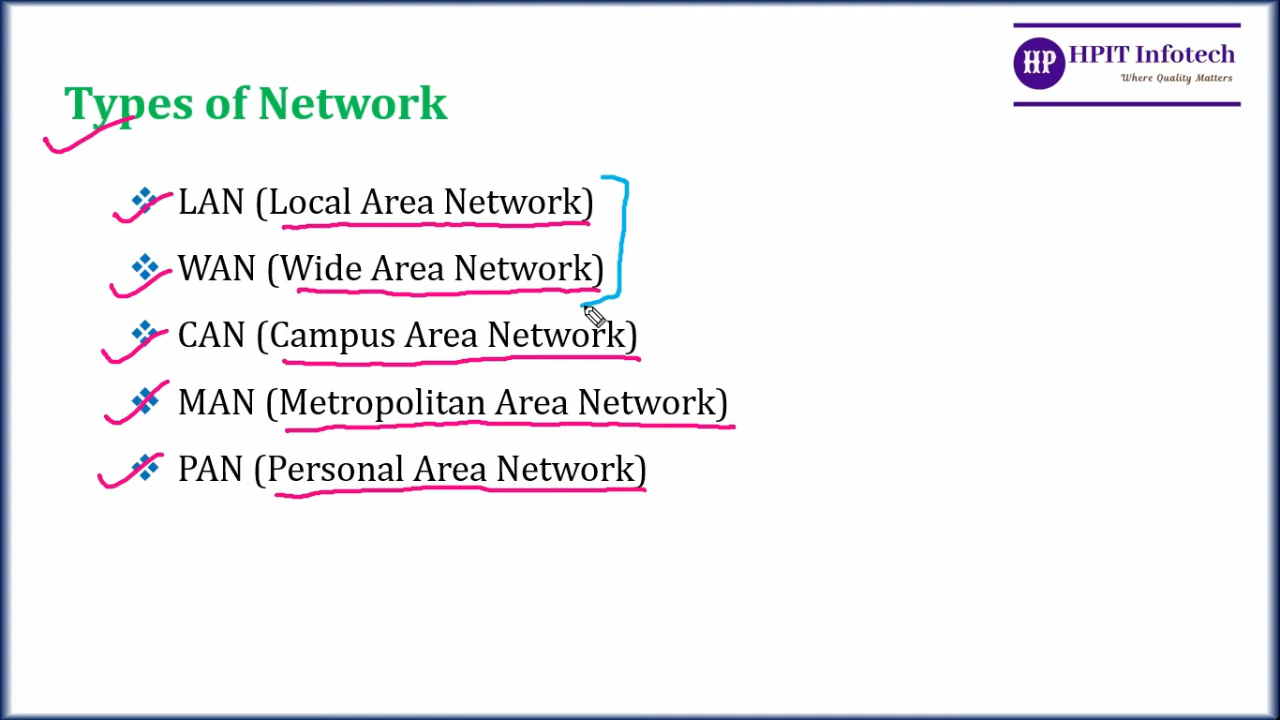 HP HPIT Infotech
Where Quality Matters
Types of Network
LAN (Local Area Network)
WAN (Wide Area Network)
CAN (Campus Area Network)
MAN (Metropolitan Area Network)
PAN (Personal Area Network)